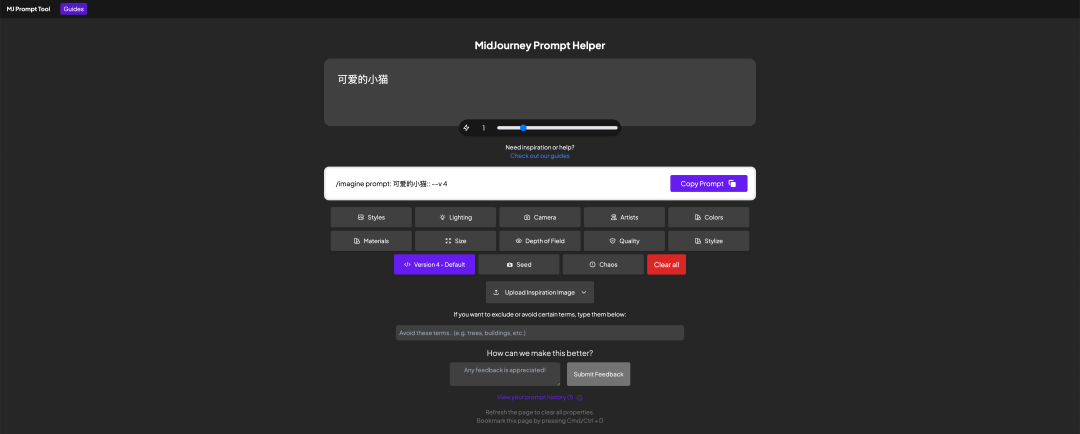 MJ Prompt Tool Guides
MidJourney Prompt Helper
可爱的小猫
1
Need inspiration or help?
Check out our guides
/imagine prompt: 可爱的小猫:: --v 4 Copy Prompt
Styles Lighting Camera Artists Colors
Materials Size Depth of Field Quality Stylize
Version 4 - Default Seed Chaos Clear all
Upload Inspiration Image
If you want to exclude or avoid certain terms, type them below:
Avoid these terms.. (e.g. trees, buildings, etc.)
How can we make this better?
Any feedback is appreciated! Submit Feedback
View your prompt history
Refresh the page to clear all properties.
Bookmark this page by pressing Cmd/Ctrl + D